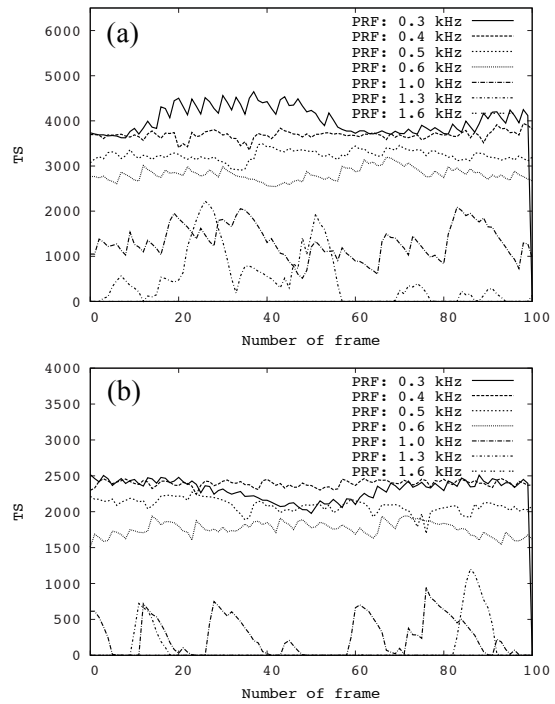 (a)
PRF: 0.3 kHz
PRF: 0.4 kHz
PRF: 0.5 kHz
PRF: 0.6 kHz
PRF: 1.0 kHz
PRF: 1.3 kHz
PRF: 1.6 kHz
6000
5000
4000
3000
2000
1000
0
TS
0 20 40 60 80 100
Number of frame
(b)
PRF: 0.3 kHz
PRF: 0.4 kHz
PRF: 0.5 kHz
PRF: 0.6 kHz
PRF: 1.0 kHz
PRF: 1.3 kHz
PRF: 1.6 kHz
4000
3500
3000
2500
2000
1500
1000
500
0
TS
0 20 40 60 80 100
Number of frame